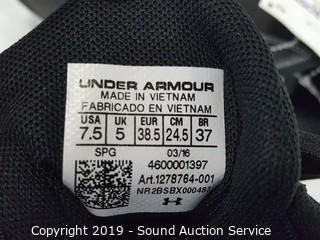 UNDER ARMOUR
MADE IN VIETNAM
FABRICADO EN VIETNAM
USA UK EUR CM BR
7.5 5 38.5 24.5 37
SPG 03/16
4600001397
Art.1278764-001
NR2BSBX000483
Copyright 2019 - Sound Auction Service